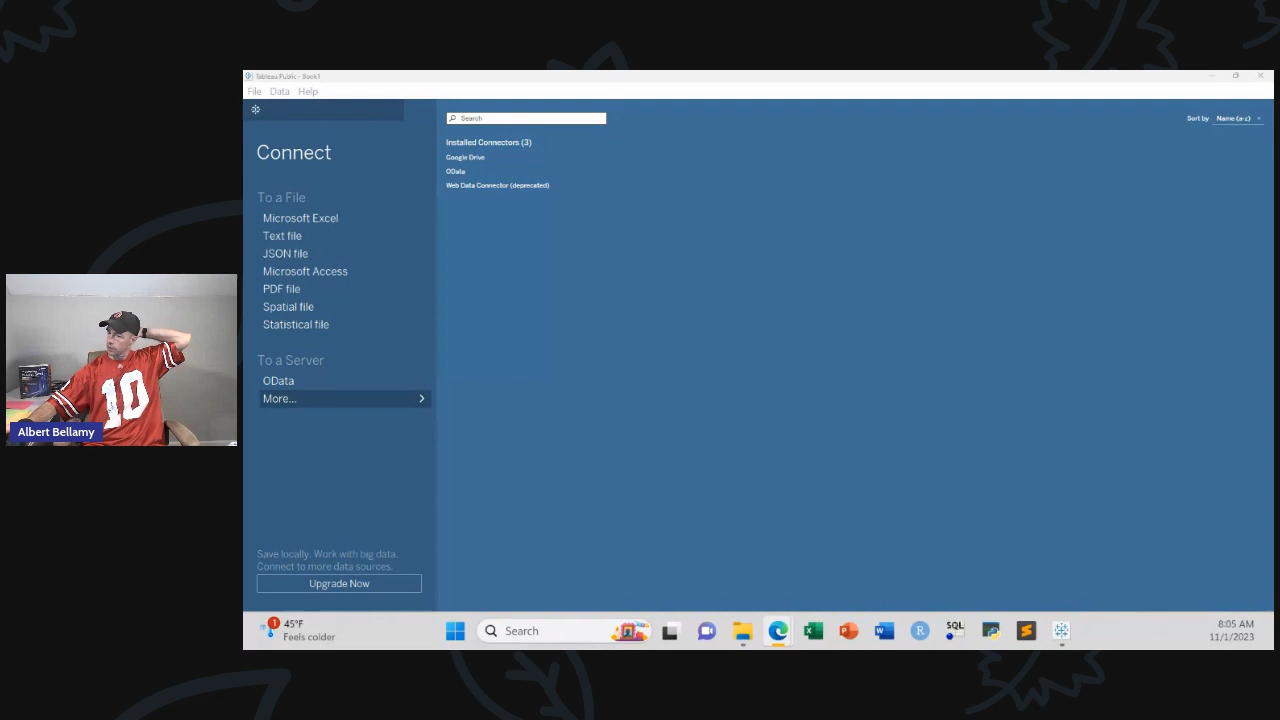 Tableau Public - Book1
File Data Help
Connect
To a File
Microsoft Excel
Text file
JSON file
Microsoft Access
PDF file
Spatial file
Statistical file
To a Server
OData
More...
Save locally. Work with big data.
Connect to more data sources.
Upgrade Now
Search
Sort by Name (a-z)
Installed Connectors (3)
Google Drive
OData
Web Data Connector (deprecated)
10
Albert Bellamy
1
45°F
Feels colder
Search
SQL
8:05 AM
11/1/2023